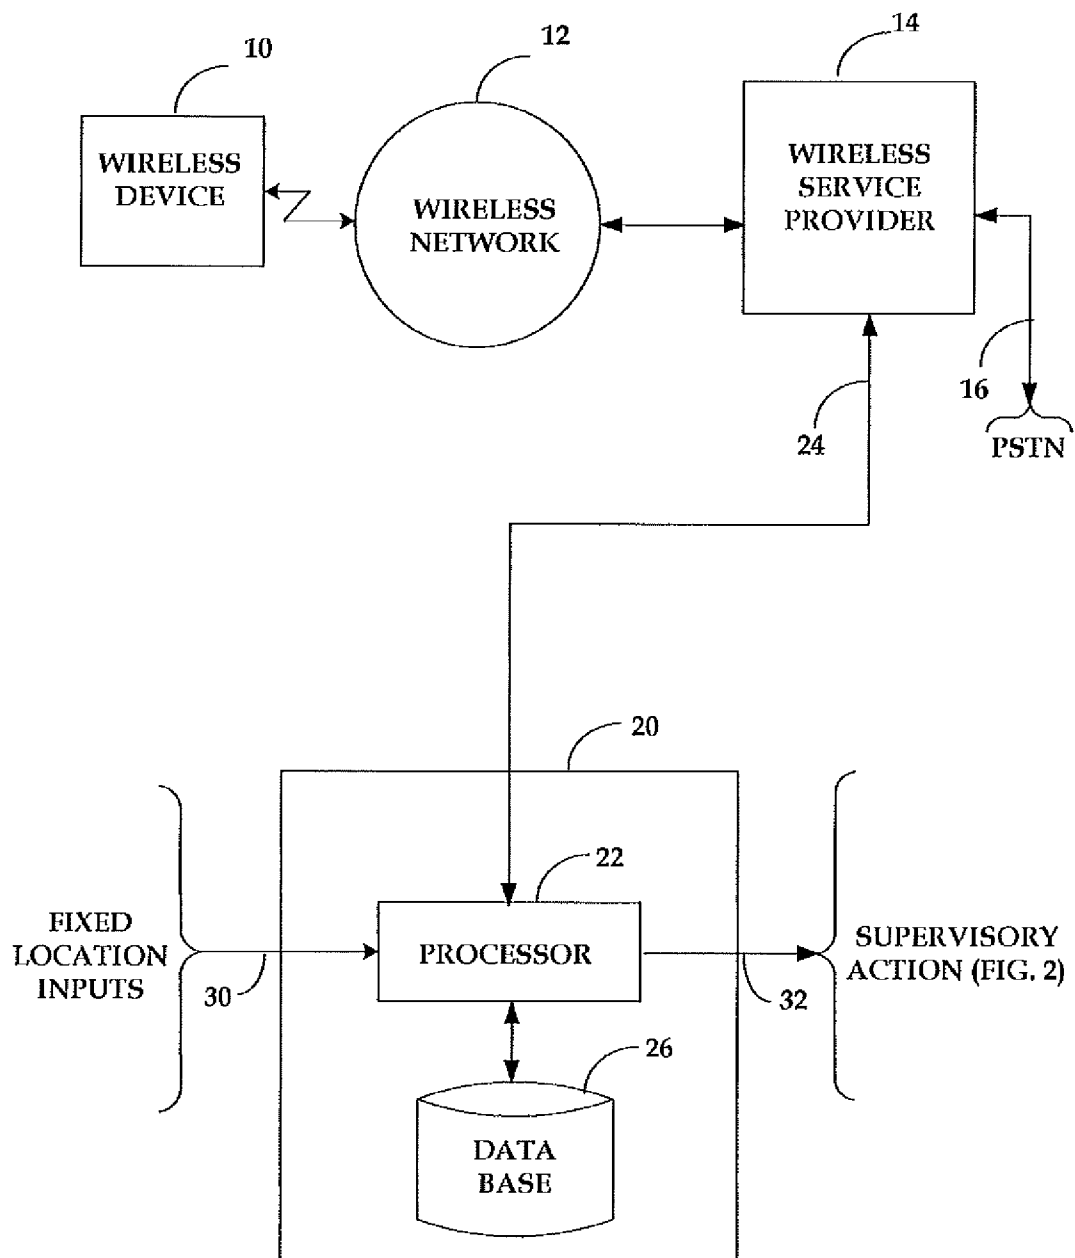 10
12
14
WIRELESS
DEVICE
WIRELESS
NETWORK
WIRELESS
SERVICE
PROVIDER
16
24
PSTN
20
22
FIXED
LOCATION
INPUTS
30
PROCESSOR
32
SUPERVISORY
ACTION (FIG. 2)
26
DATA
BASE